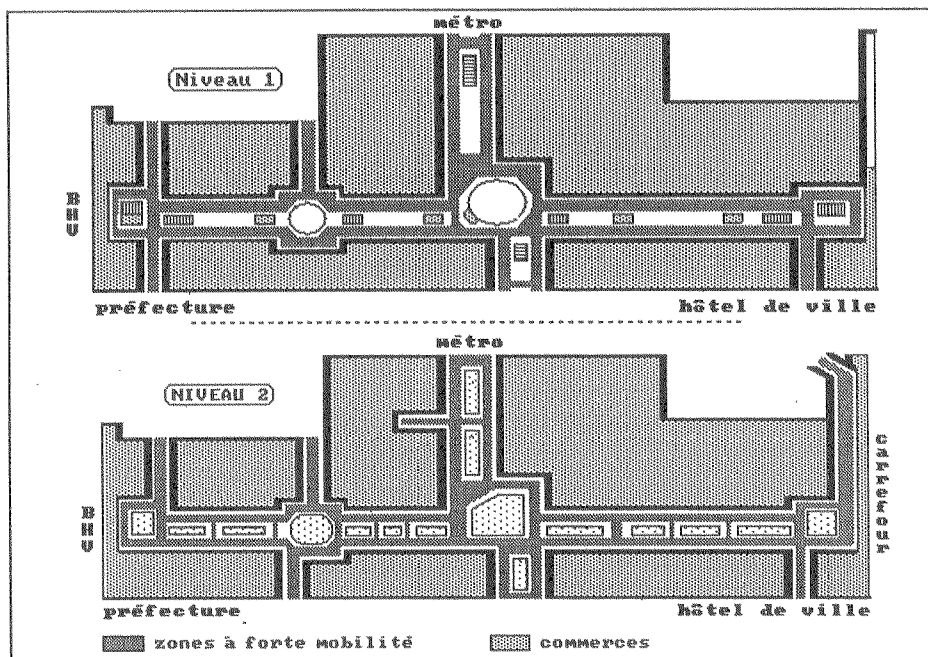 métro
Niveau 1
BHV
préfecture
hôtel de ville
métro
NIVEAU 2
BHV
carrefour
préfecture
hôtel de ville
zones à forte mobilité
commerces